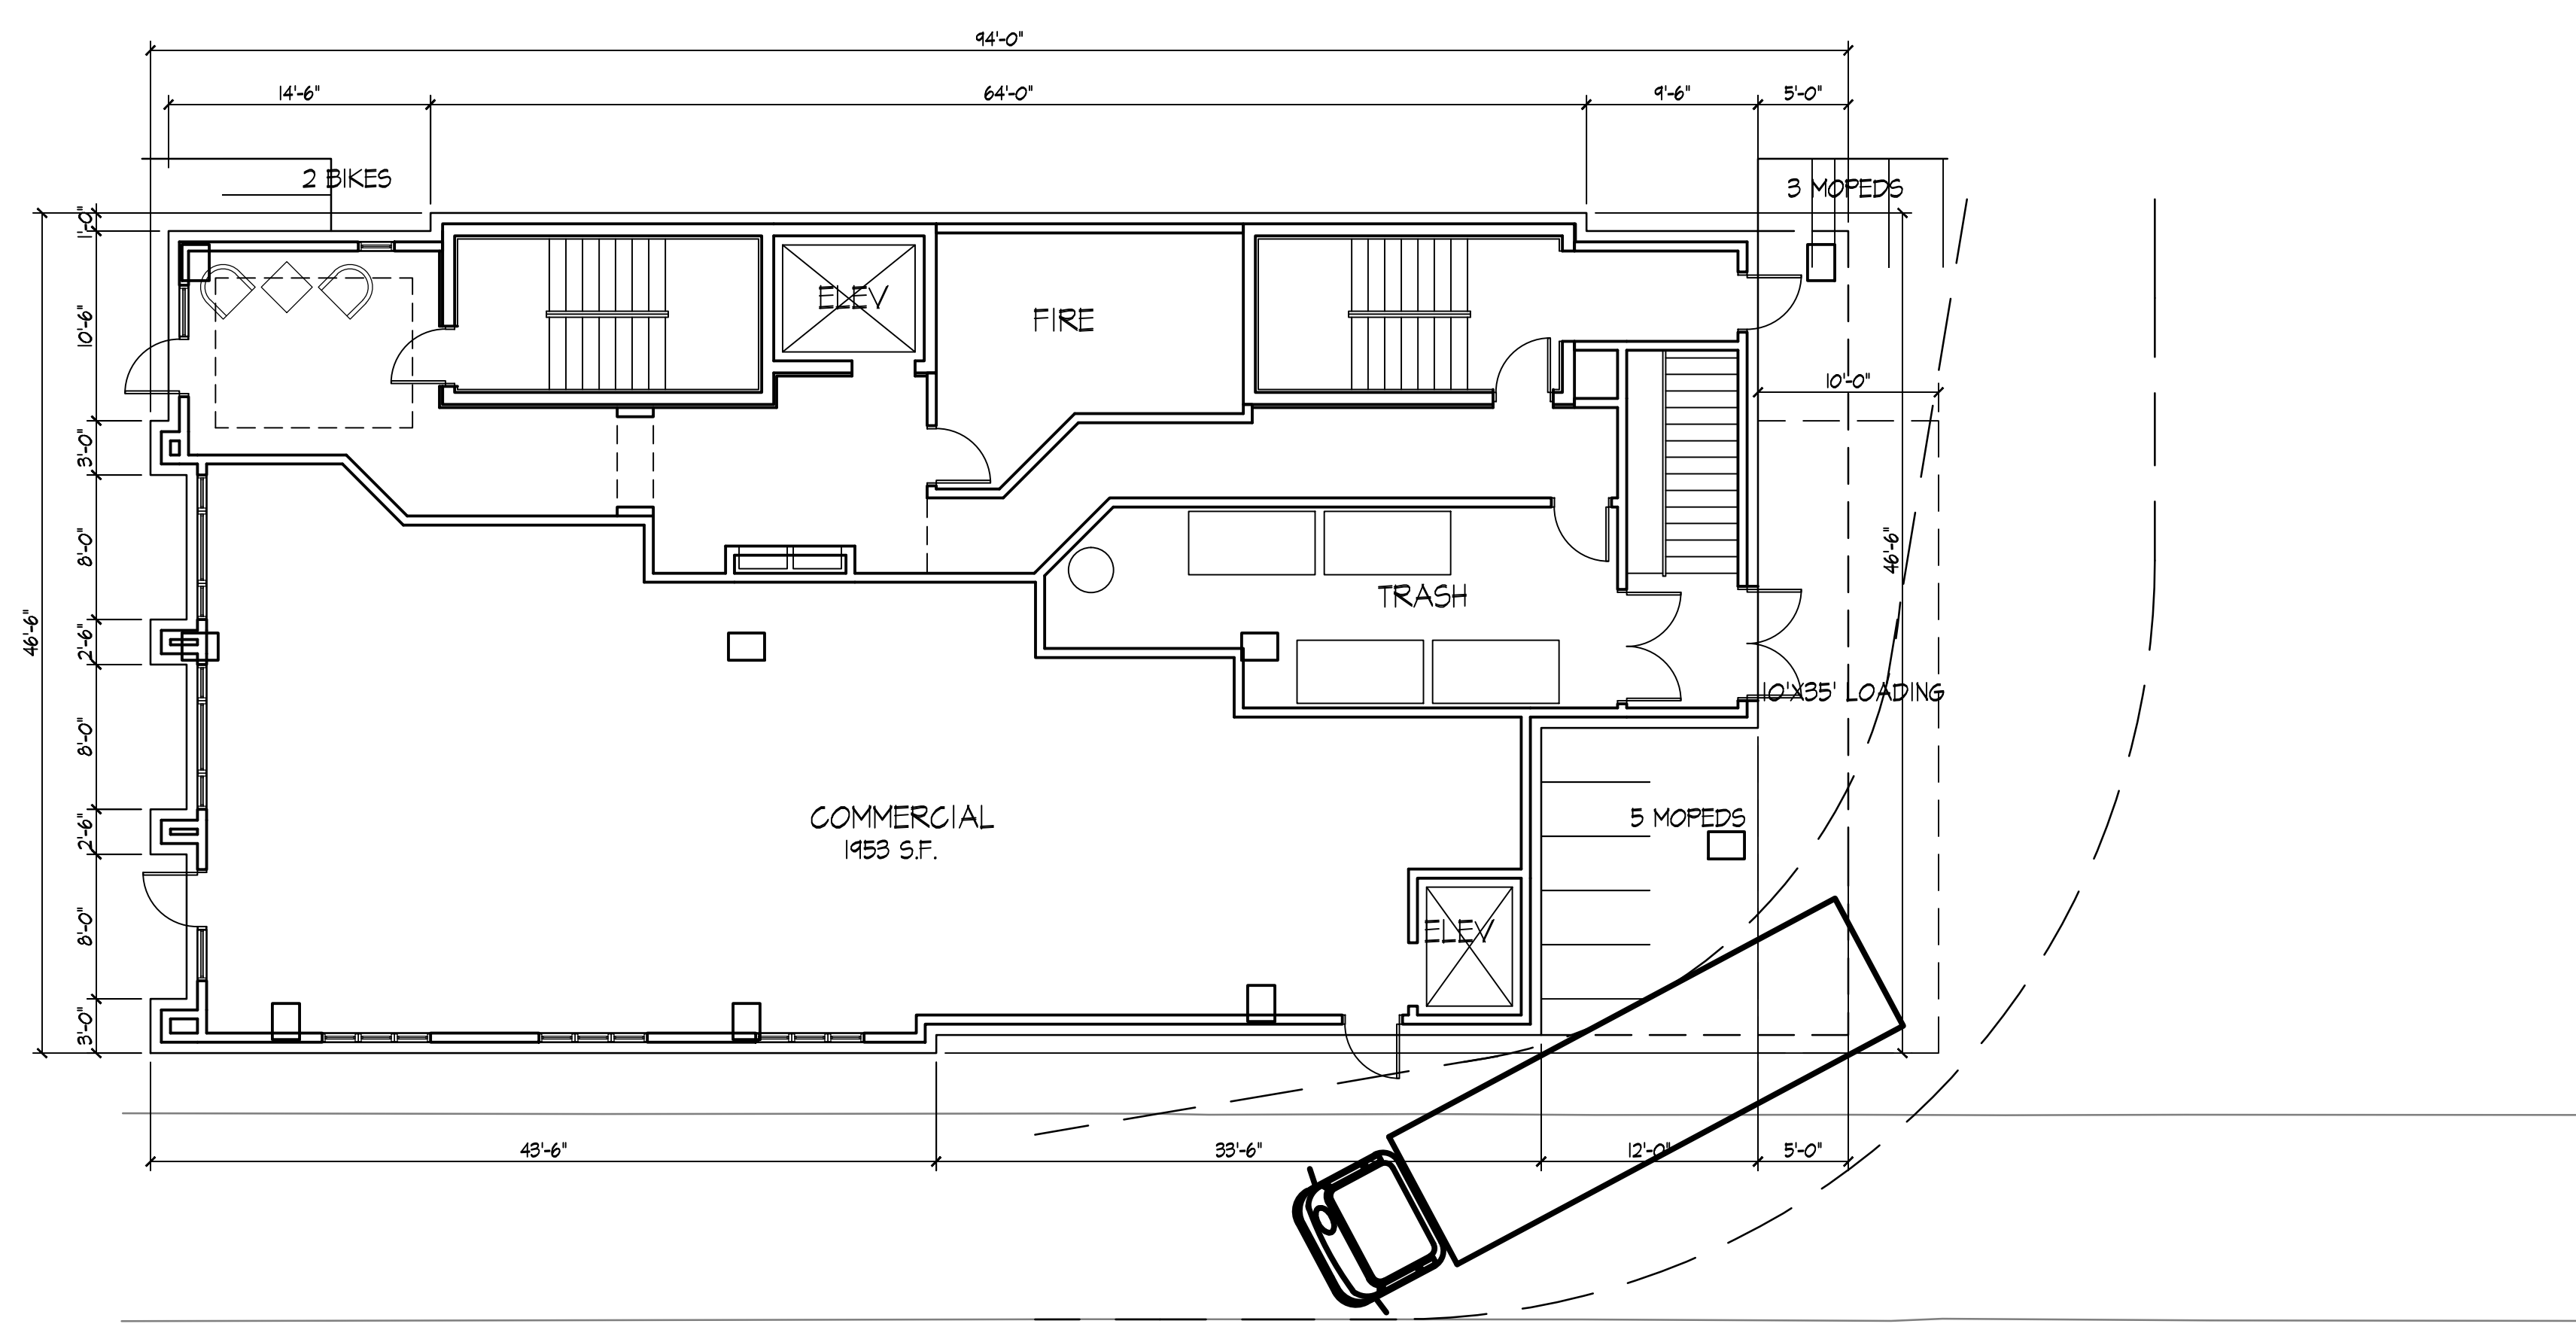 94'-0"
14'-6"
64'-0"
9'-6"
5'-0"
2 BIKES
3 MOPEDS
1'-0"
ELEV
FIRE
10'-6"
10'-0"
3'-0"
8'-0"
46'-6"
TRASH
46'-6"
2'-6"
10'X35' LOADING
8'-0"
COMMERCIAL
1953 S.F.
5 MOPEDS
2'-6"
8'-0"
ELEV
3'-0"
43'-6"
33'-6"
12'-0"
5'-0"